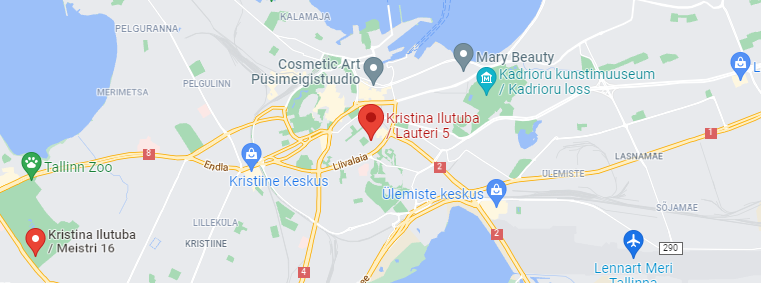 KALAMAJA
PELGURANNA
Cosmetic Art
Püsimeigistuudio
Mary Beauty
Kadrioru kunstimuuseum
/ Kadrioru loss
L
PELGULINN
MERIMETSA
Kristina Ilutuba
/ Lauteri 5
1
8
Endla
Liivalaia
2
LASNAMÄE
Tallinn Zoo
Kristiine Keskus
ÜLEMISTE
Ülemiste keskus
SÕJAMÄE
LILLEKÜLA
KRISTIINE
Kristina Ilutuba
/ Meistri 16
2
290
4
Lennart Meri
Tallinna